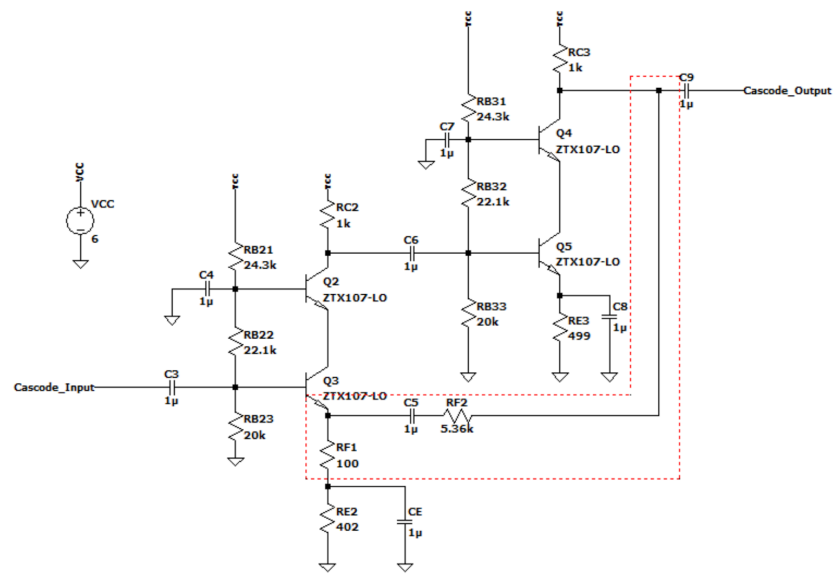 VCC
VCC
RC3
1k
C9
1µ
Cascode_Output
RB31
24.3k
C7
1µ
Q4
ZTX107-LO
VCC
VCC
VCC
VCC
6
RB32
22.1k
RC2
1k
C6
1µ
Q5
ZTX107-LO
RB21
24.3k
C4
1µ
Q2
ZTX107-LO
RB33
20k
C8
1µ
RE3
499
RB22
22.1k
Cascode_Input
C3
1µ
Q3
ZTX107-LO
C5
1µ
RF2
5.36k
RB23
20k
RF1
100
RE2
402
CE
1µ